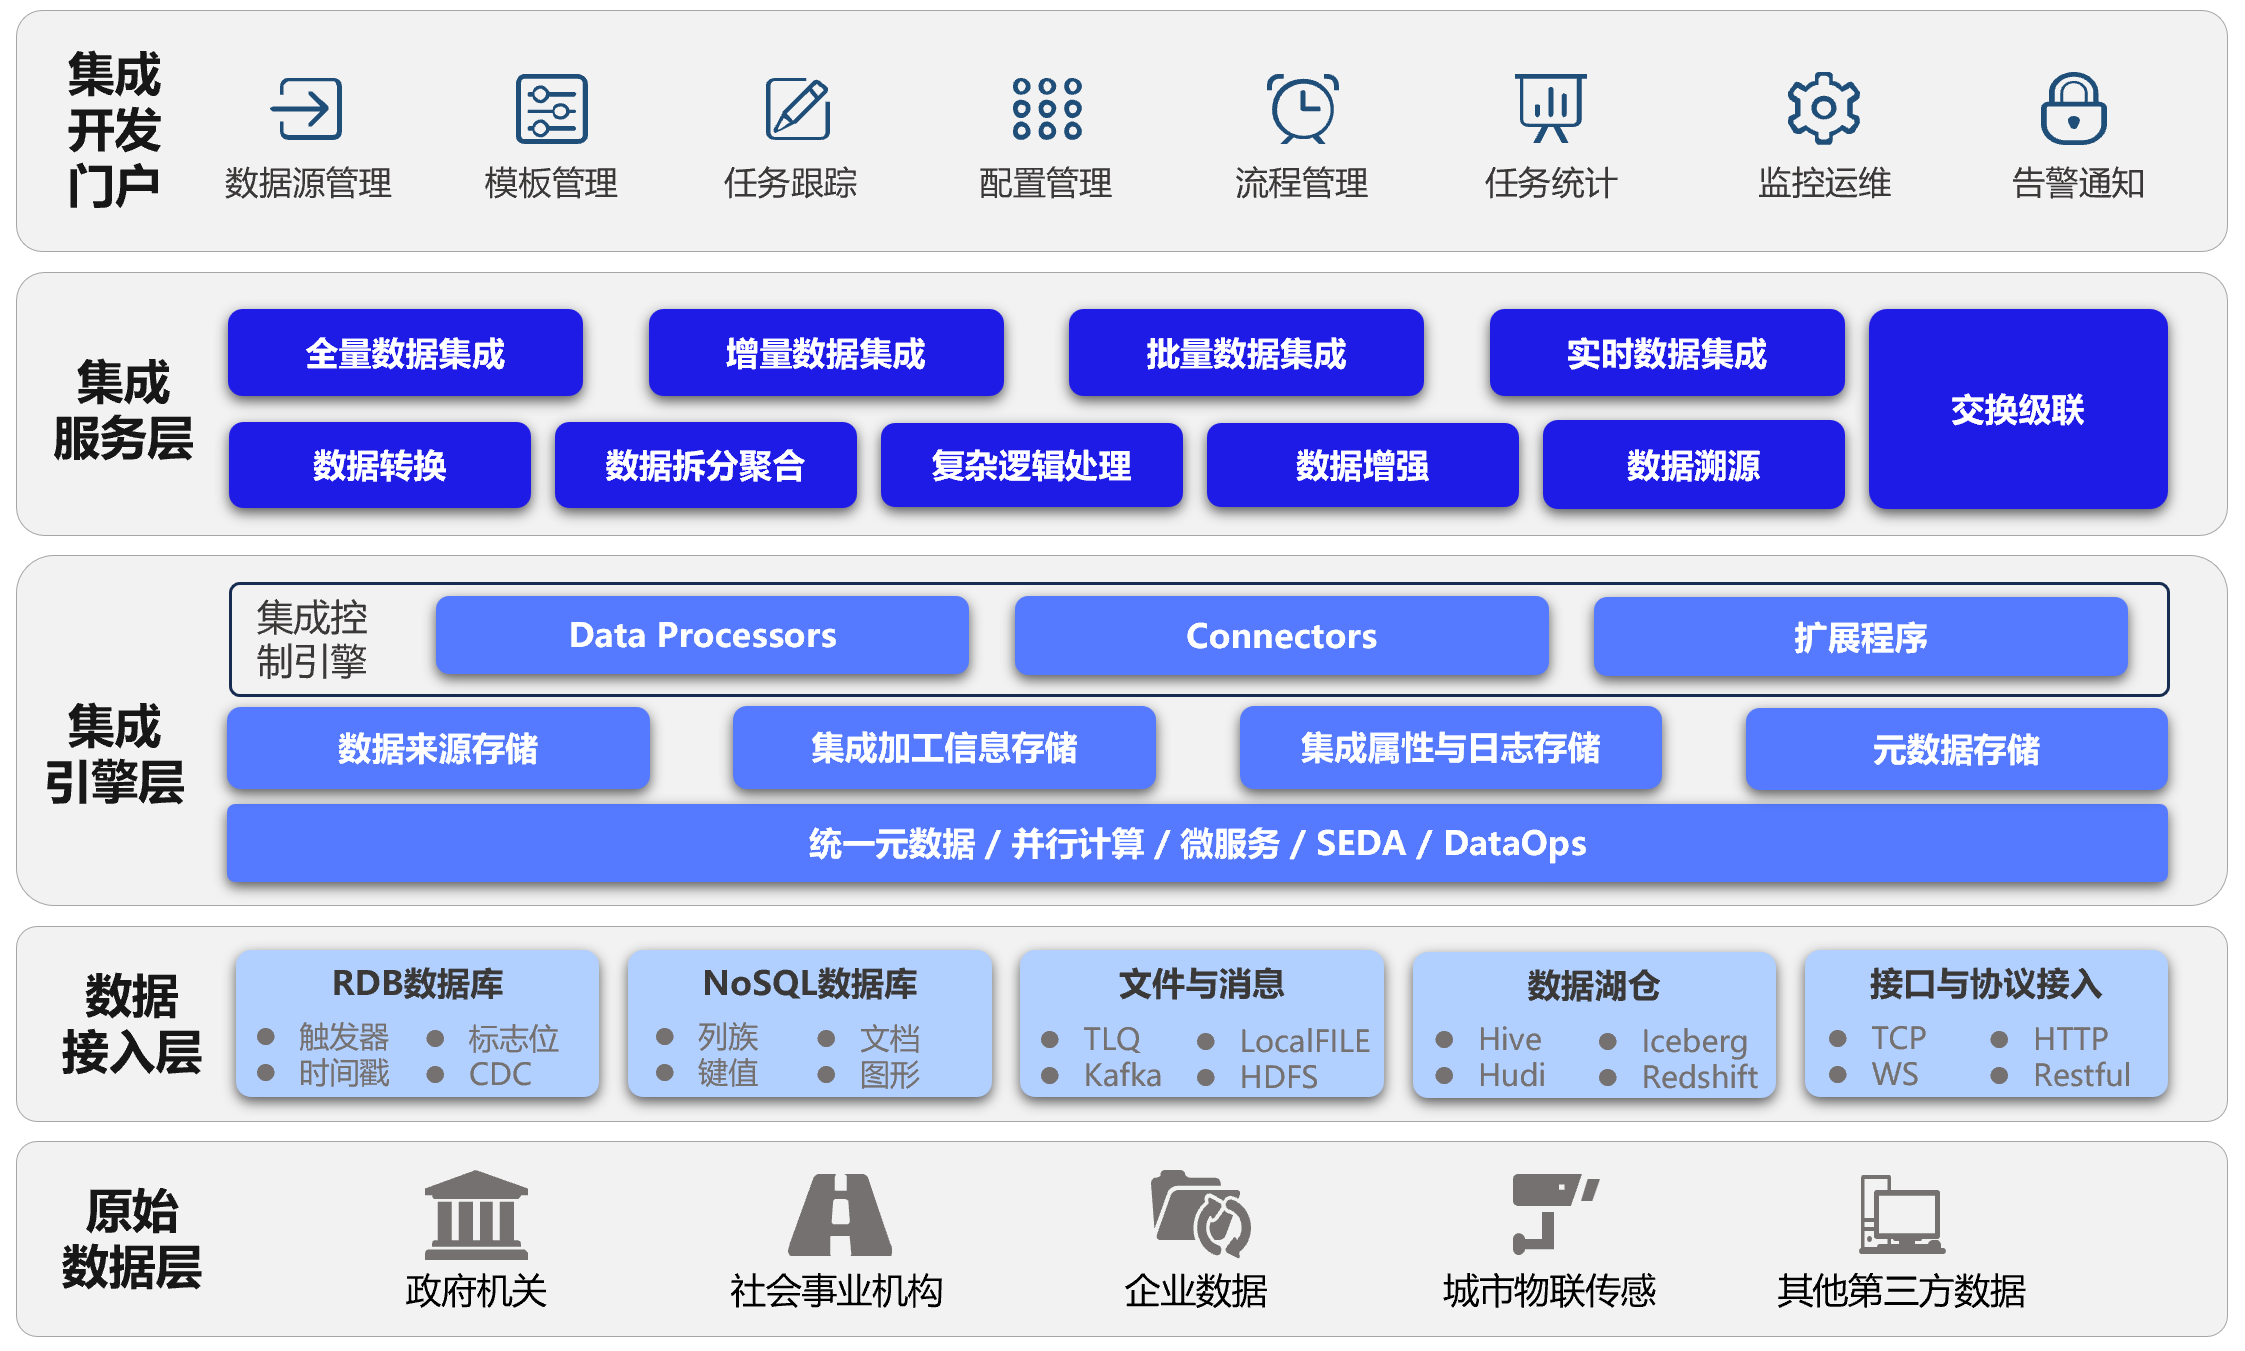 集成
开发
门户
数据源管理
模板管理
任务跟踪
配置管理
流程管理
任务统计
监控运维
告警通知
集成
服务层
全量数据集成
增量数据集成
批量数据集成
实时数据集成
交换级联
数据转换
数据拆分聚合
复杂逻辑处理
数据增强
数据溯源
集成
引擎层
集成控
制引擎
Data Processors
Connectors
扩展程序
数据来源存储
集成加工信息存储
集成属性与日志存储
元数据存储
统一元数据 / 并行计算 / 微服务 / SEDA / DataOps
数据
接入层
RDB数据库
触发器
标志位
时间戳
CDC
NoSQL数据库
列族
文档
键值
图形
文件与消息
TLQ
LocalFILE
Kafka
HDFS
数据湖仓
Hive
Iceberg
Hudi
Redshift
接口与协议接入
TCP
HTTP
WS
Restful
原始
数据层
政府机关
社会事业机构
企业数据
城市物联传感
其他第三方数据